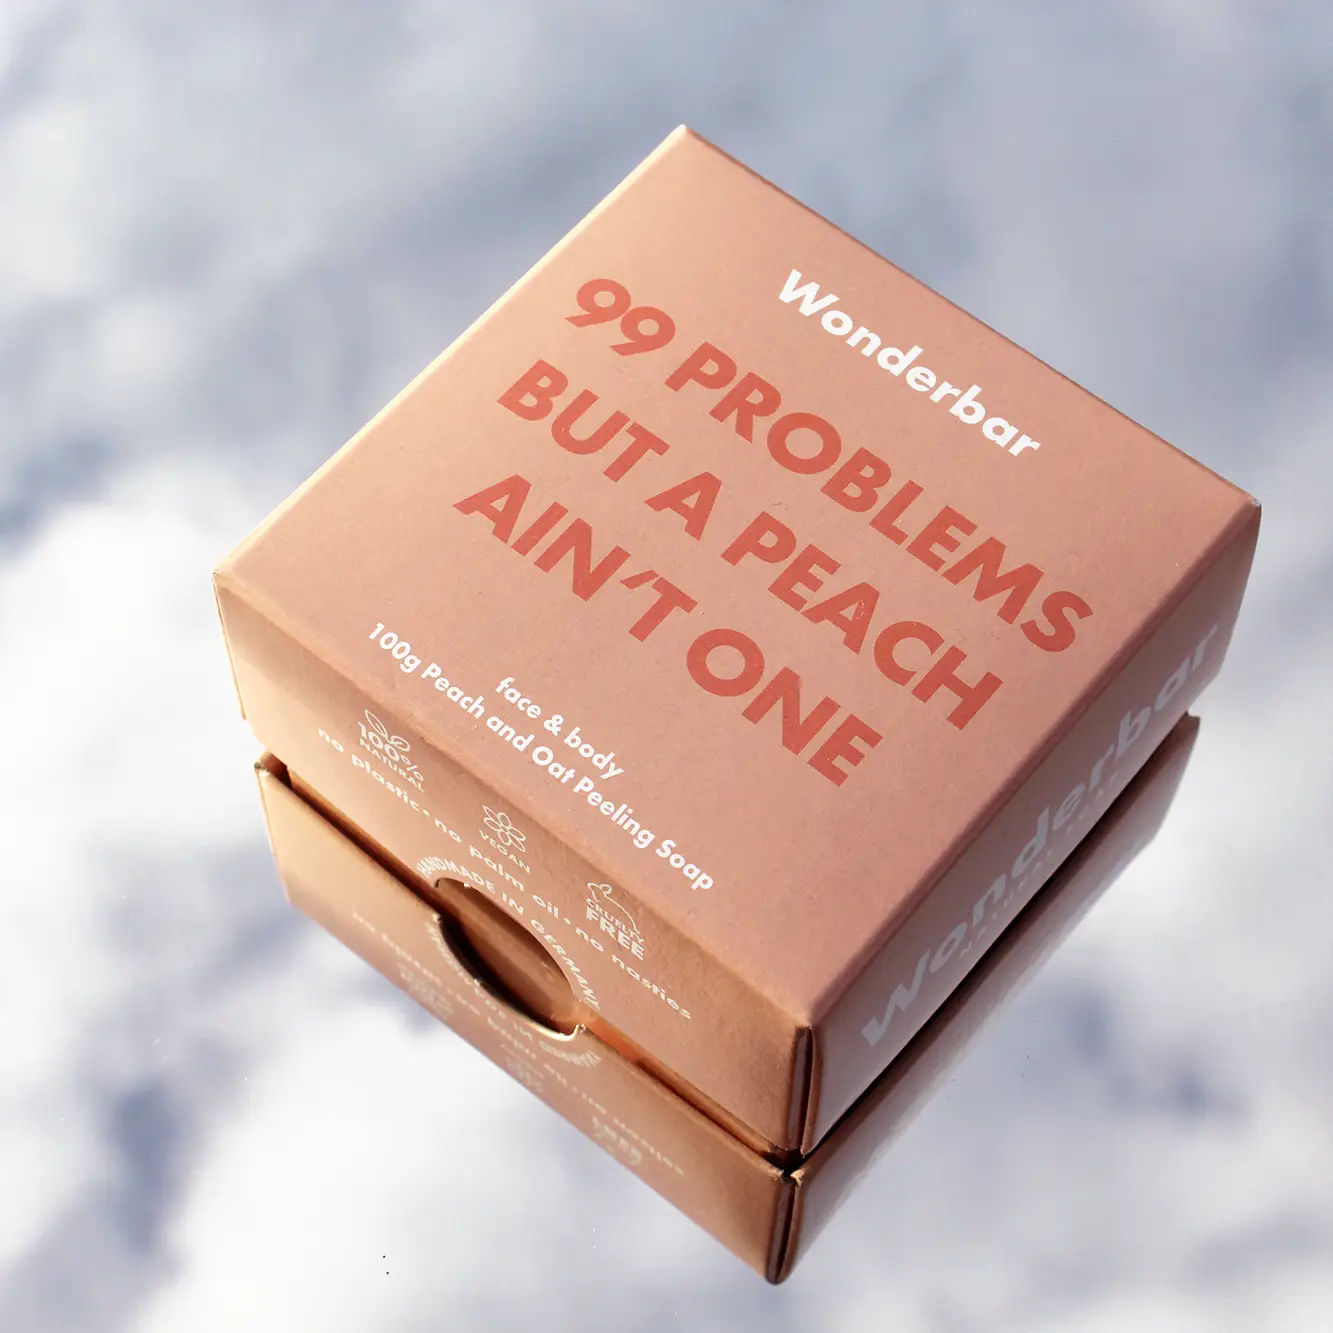 Wonderbar
99 PROBLEMS
BUT A PEACH
AIN'T ONE
face & body
100g Peach and Oat Peeling Soap
100%
NATURAL
VEGAN
CRUELTY
FREE
no plastic • no palm oil • no nasties
HANDMADE IN GERMANY
Wonderbar